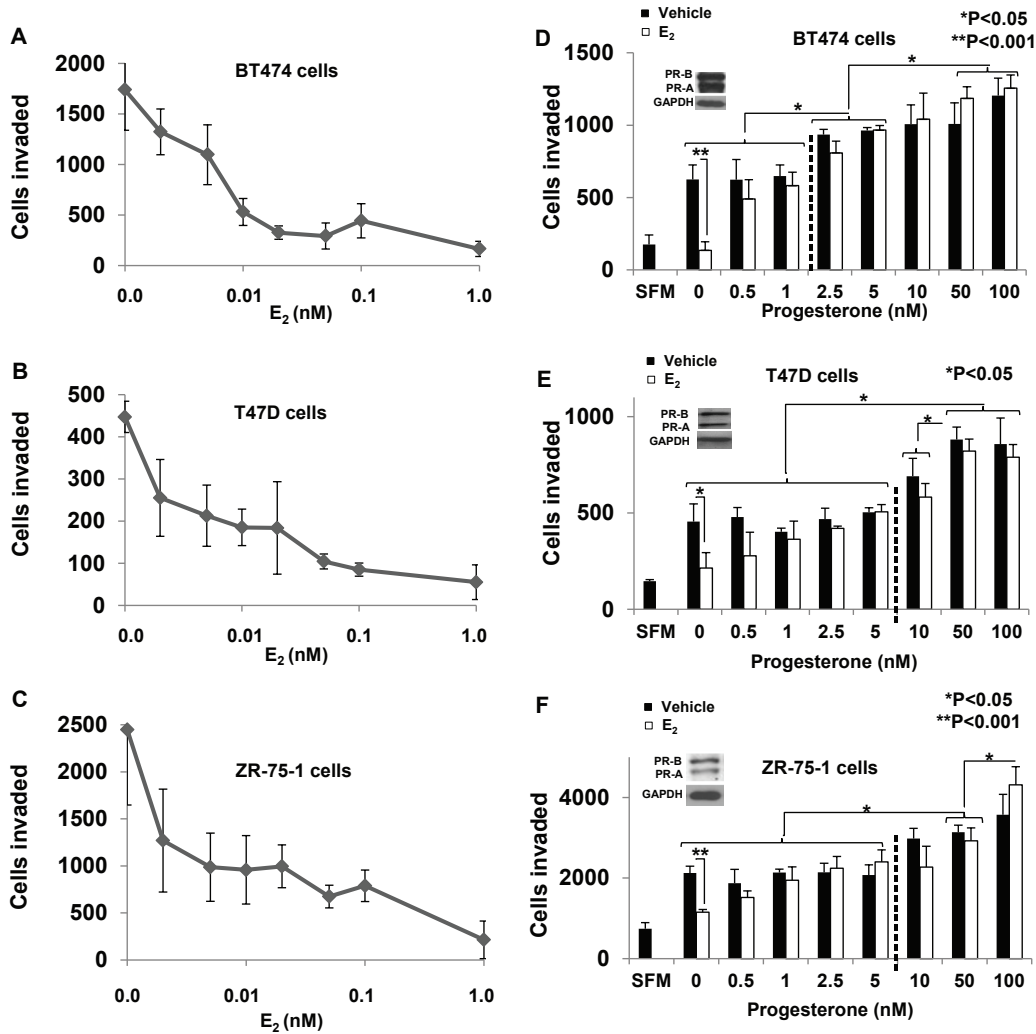 A
BT474 cells
Cells invaded
2000
1500
1000
500
0
0.0 0.01 0.1 1.0
E₂ (nM)
B
T47D cells
Cells invaded
500
400
300
200
100
0
0.0 0.01 0.1 1.0
E₂ (nM)
C
ZR-75-1 cells
Cells invaded
2500
2000
1500
1000
500
0
0.0 0.01 0.1 1.0
E₂ (nM)
D
Vehicle
E₂
BT474 cells
*P<0.05
**P<0.001
PR-B
PR-A
GAPDH
Cells invaded
1500
1000
500
0
**
*
*
SFM 0 0.5 1 2.5 5 10 50 100
Progesterone (nM)
E
Vehicle
E₂
T47D cells
*P<0.05
PR-B
PR-A
GAPDH
Cells invaded
1000
500
0
*
*
*
SFM 0 0.5 1 2.5 5 10 50 100
Progesterone (nM)
F
Vehicle
E₂
ZR-75-1 cells
*P<0.05
**P<0.001
PR-B
PR-A
GAPDH
Cells invaded
4000
2000
0
**
*
*
SFM 0 0.5 1 2.5 5 10 50 100
Progesterone (nM)